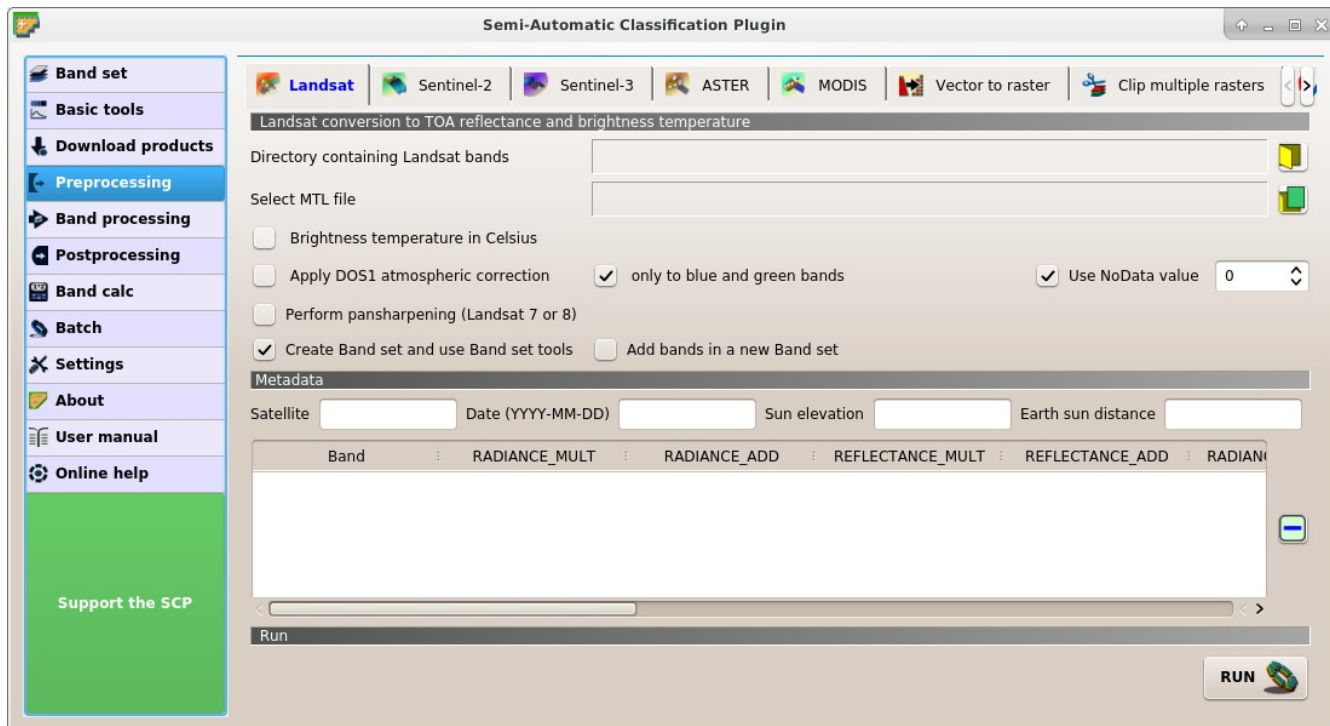 Semi-Automatic Classification Plugin
Band set
Basic tools
Download products
Preprocessing
Band processing
Postprocessing
Band calc
Batch
Settings
About
User manual
Online help
Support the SCP
Landsat Sentinel-2 Sentinel-3 ASTER MODIS Vector to raster Clip multiple rasters
Landsat conversion to TOA reflectance and brightness temperature
Directory containing Landsat bands
Select MTL file
Brightness temperature in Celsius
Apply DOS1 atmospheric correction only to blue and green bands Use NoData value 0
Perform pansharpening (Landsat 7 or 8)
Create Band set and use Band set tools Add bands in a new Band set
Metadata
Satellite Date (YYYY-MM-DD) Sun elevation Earth sun distance
Band RADIANCE_MULT RADIANCE_ADD REFLECTANCE_MULT REFLECTANCE_ADD
Run
RUN